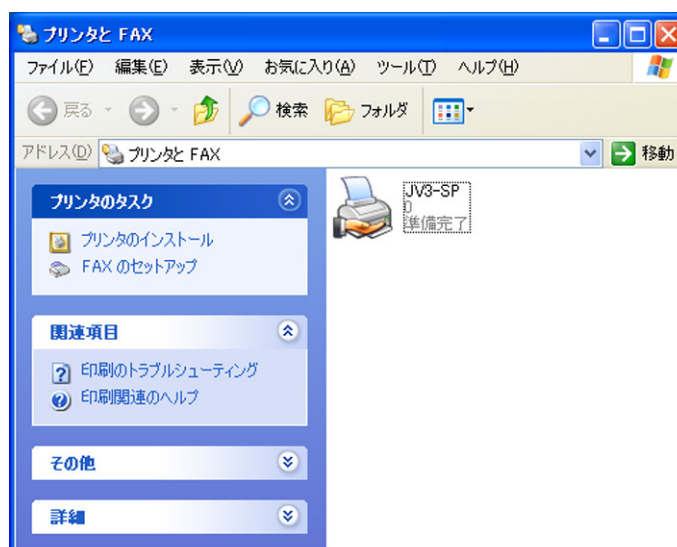 プリンタと FAX
ファイル(F) 編集(E) 表示(V) お気に入り(A) ツール(T) ヘルプ(H)
戻る 検索 フォルダ
アドレス(D) プリンタと FAX 移動
プリンタのタスク
プリンタのインストール
FAX のセットアップ
関連項目
印刷のトラブルシューティング
印刷関連のヘルプ
その他
詳細
JV3-SP
0
準備完了